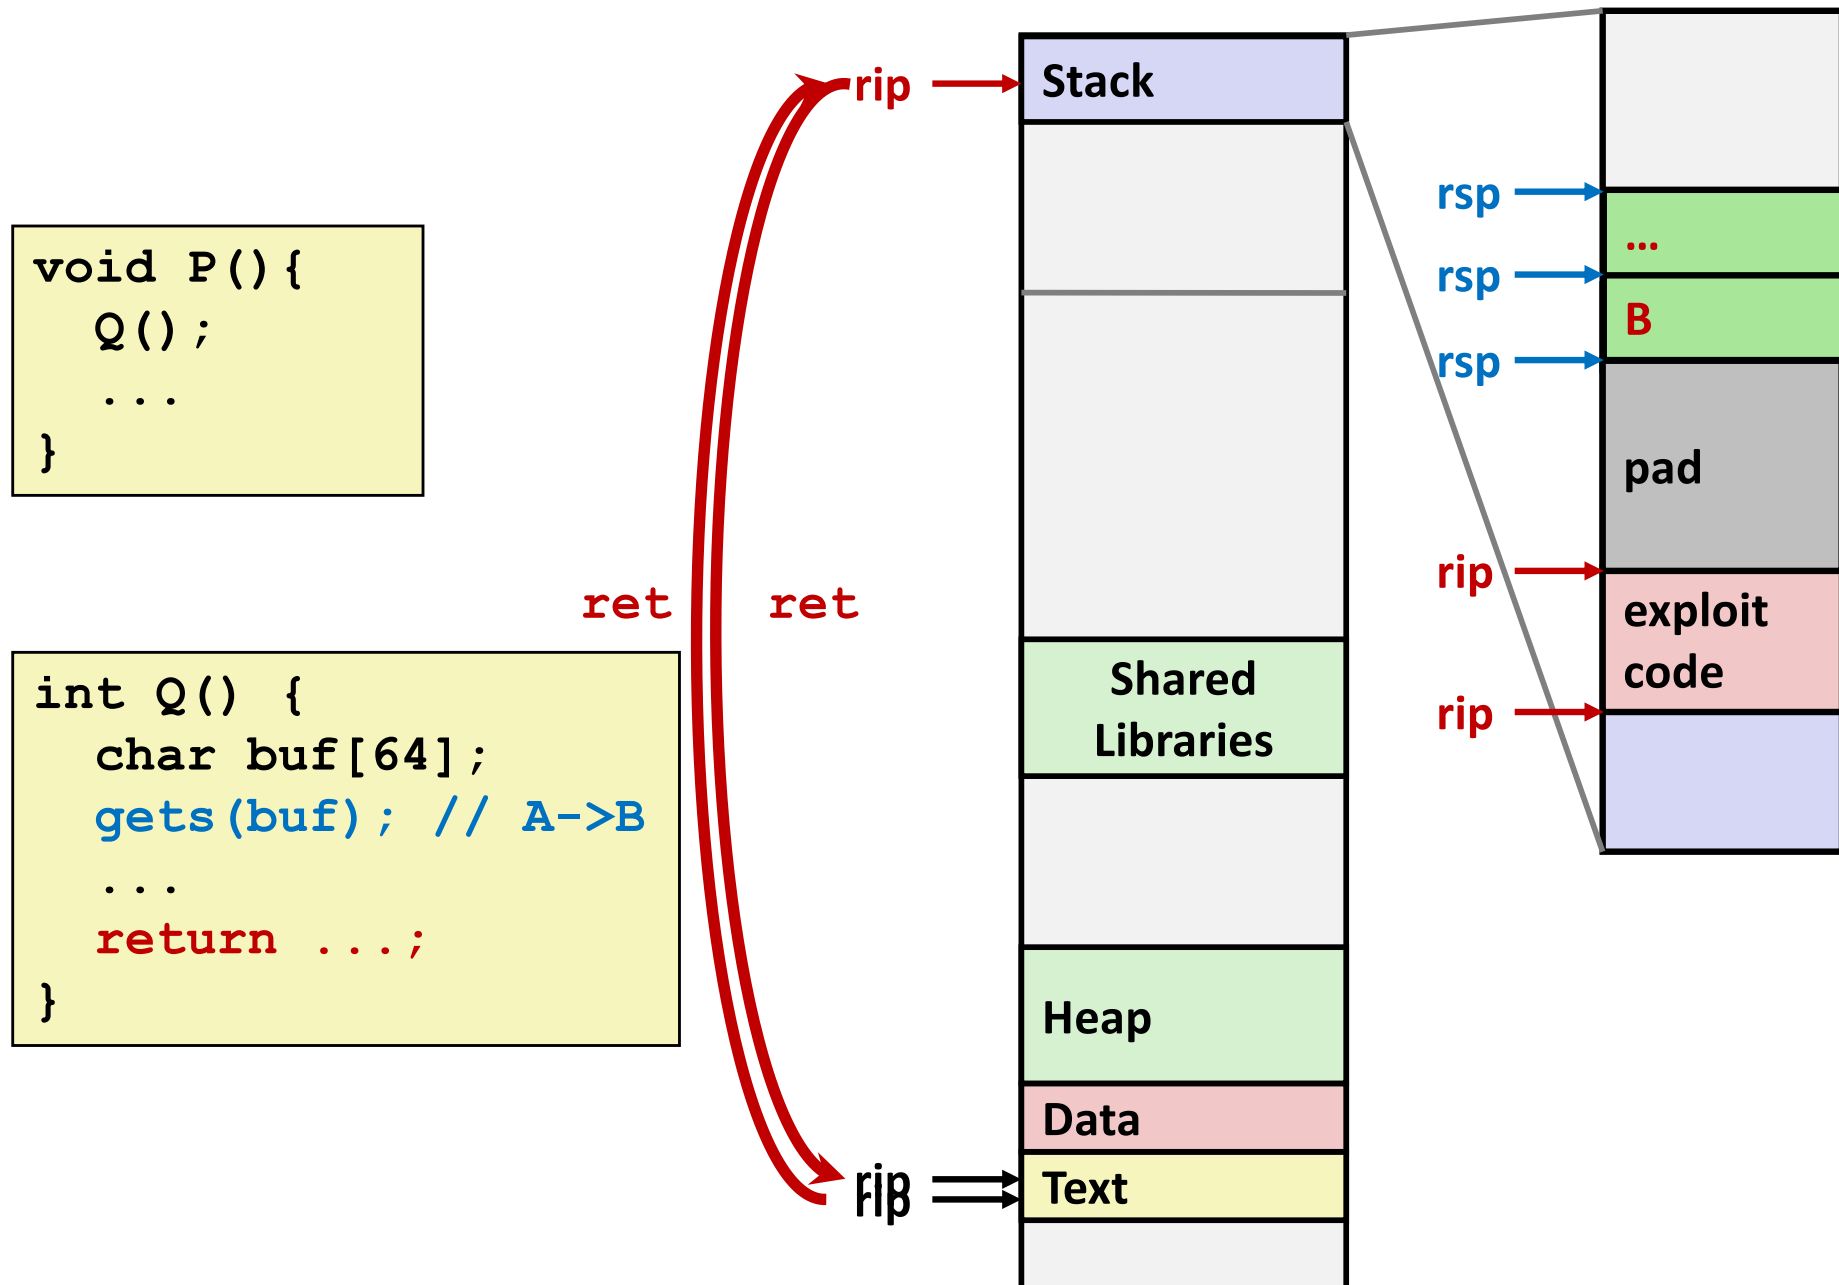 void P(){
Q();
...
}
int Q() {
char buf[64];
gets(buf); // A->B
...
return ...;
}
ret
ret
rip
rip
rip
Stack
Shared
Libraries
Heap
Data
Text
rsp
rsp
rsp
rip
rip
...
B
pad
exploit
code